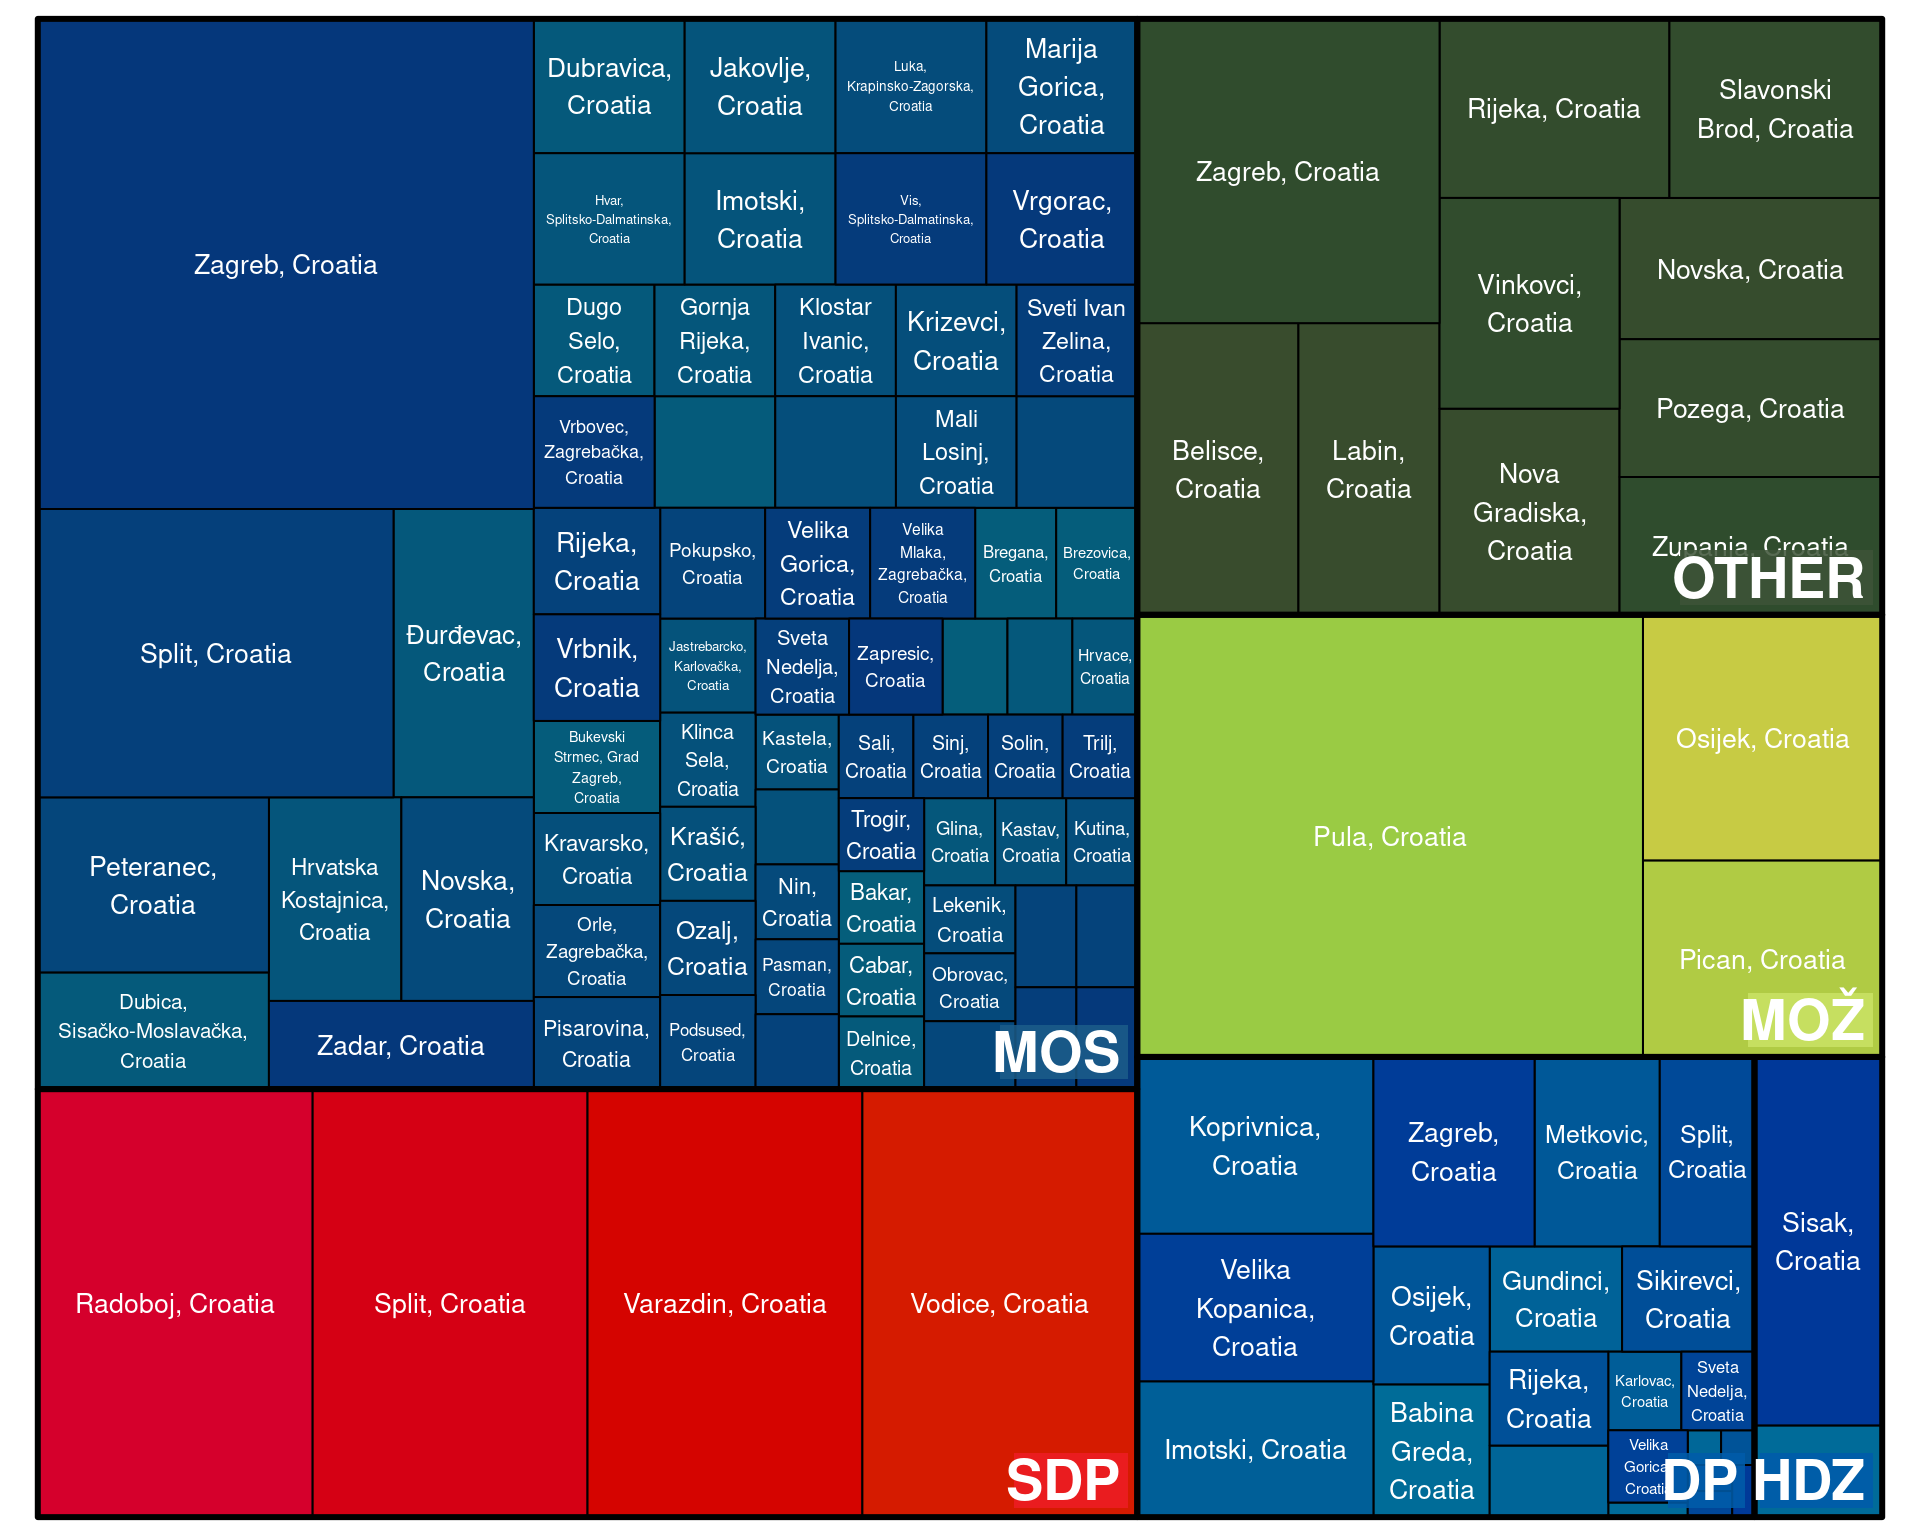 Zagreb, Croatia
Split, Croatia
Đurđevac,
Croatia
Peteranec,
Croatia
Hrvatska
Kostajnica,
Croatia
Novska,
Croatia
Dubica,
Sisačko-Moslavačka,
Croatia
Zadar, Croatia
Dubravica,
Croatia
Jakovlje,
Croatia
Luka,
Krapinsko-Zagorska,
Croatia
Marija
Gorica,
Croatia
Hvar,
Splitsko-Dalmatinska,
Croatia
Imotski,
Croatia
Vis,
Splitsko-Dalmatinska,
Croatia
Vrgorac,
Croatia
Dugo
Selo,
Croatia
Gornja
Rijeka,
Croatia
Klostar
Ivanic,
Croatia
Krizevci,
Croatia
Sveti Ivan
Zelina,
Croatia
Vrbovec,
Zagrebačka,
Croatia
Mali
Losinj,
Croatia
Rijeka,
Croatia
Pokupsko,
Croatia
Velika
Gorica,
Croatia
Velika
Mlaka,
Zagrebačka,
Croatia
Bregana,
Croatia
Brezovica,
Croatia
Vrbnik,
Croatia
Jastrebarcko,
Karlovačka,
Croatia
Sveta
Nedelja,
Croatia
Zapresic,
Croatia
Hrvace,
Croatia
Bukevski
Strmec, Grad
Zagreb,
Croatia
Klinca
Sela,
Croatia
Kastela,
Croatia
Sali,
Croatia
Sinj,
Croatia
Solin,
Croatia
Trilj,
Croatia
Kravarsko,
Croatia
Krašić,
Croatia
Trogir,
Croatia
Glina,
Croatia
Kastav,
Croatia
Kutina,
Croatia
Nin,
Croatia
Bakar,
Croatia
Lekenik,
Croatia
Orle,
Zagrebačka,
Croatia
Ozalj,
Croatia
Pasman,
Croatia
Cabar,
Croatia
Obrovac,
Croatia
Pisarovina,
Croatia
Podsused,
Croatia
Delnice,
Croatia
MOS
Radoboj, Croatia
Split, Croatia
Varazdin, Croatia
Vodice, Croatia
SDP
Zagreb, Croatia
Rijeka, Croatia
Slavonski
Brod, Croatia
Vinkovci,
Croatia
Novska, Croatia
Pozega, Croatia
Belisce,
Croatia
Labin,
Croatia
Nova
Gradiska,
Croatia
Zupanja, Croatia
OTHER
Pula, Croatia
Osijek, Croatia
Pican, Croatia
MOŽ
Koprivnica,
Croatia
Zagreb,
Croatia
Metkovic,
Croatia
Split,
Croatia
Velika
Kopanica,
Croatia
Osijek,
Croatia
Gundinci,
Croatia
Sikirevci,
Croatia
Imotski, Croatia
Babina
Greda,
Croatia
Rijeka,
Croatia
Karlovac,
Croatia
Sveta
Nedelja,
Croatia
Velika
Gorica,
Croatia
DP
Sisak,
Croatia
HDZ